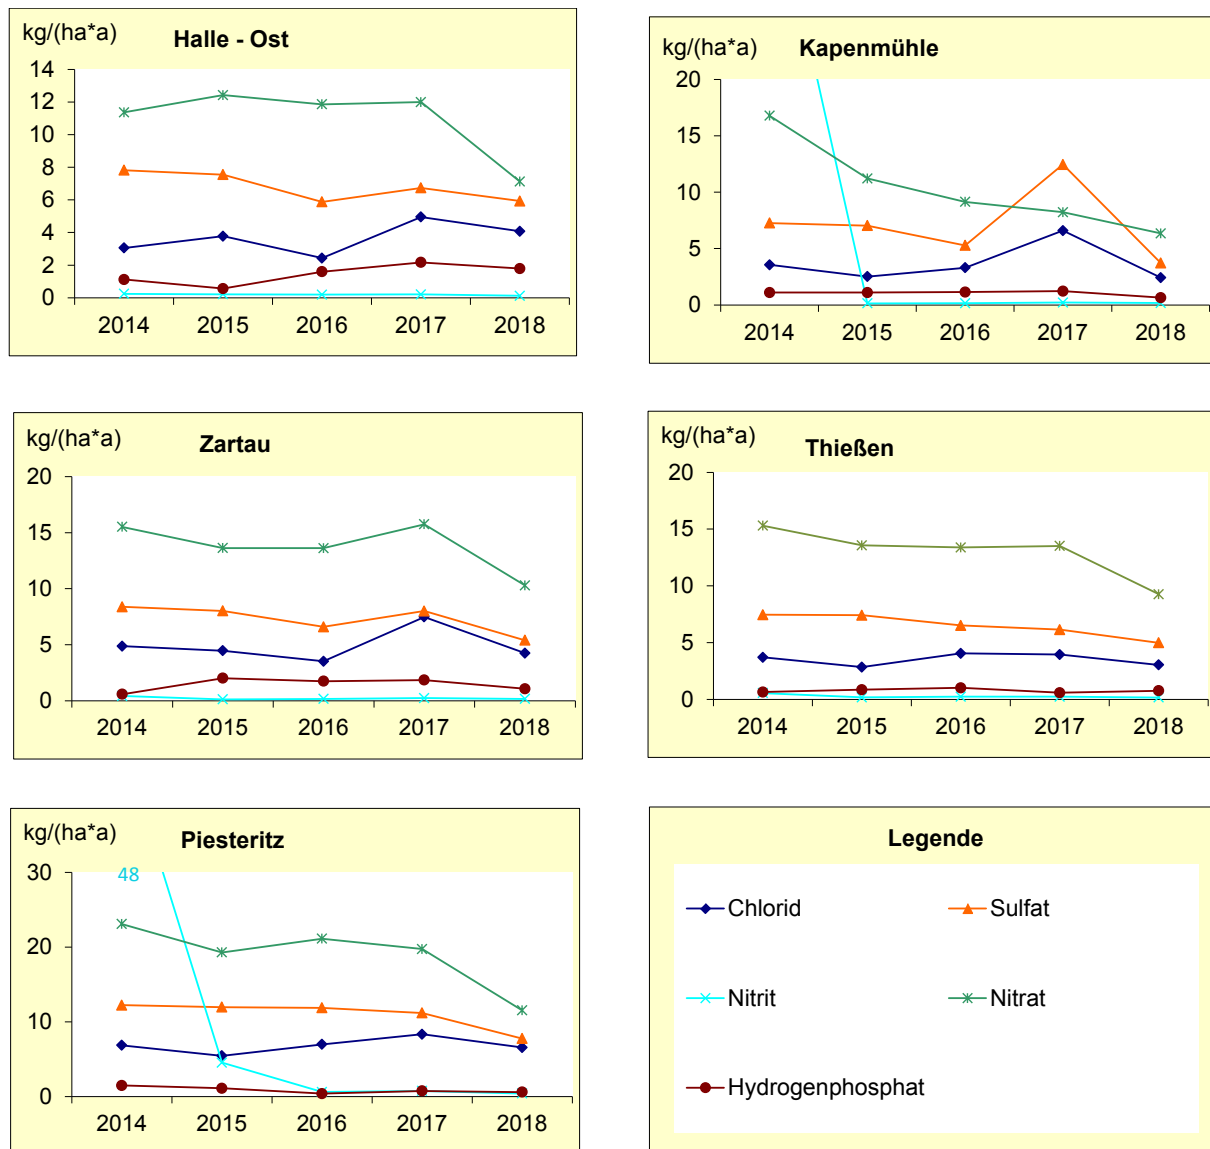 kg/(ha*a)
Halle - Ost
14
12
10
8
6
4
2
0
2014 2015 2016 2017 2018
kg/(ha*a)
Kapenmühle
20
15
10
5
0
2014 2015 2016 2017 2018
kg/(ha*a)
Zartau
20
15
10
5
0
2014 2015 2016 2017 2018
kg/(ha*a)
Thießen
20
15
10
5
0
2014 2015 2016 2017 2018
kg/(ha*a)
Piesteritz
48
30
20
10
0
2014 2015 2016 2017 2018
Legende
Chlorid Sulfat
Nitrit Nitrat
Hydrogenphosphat